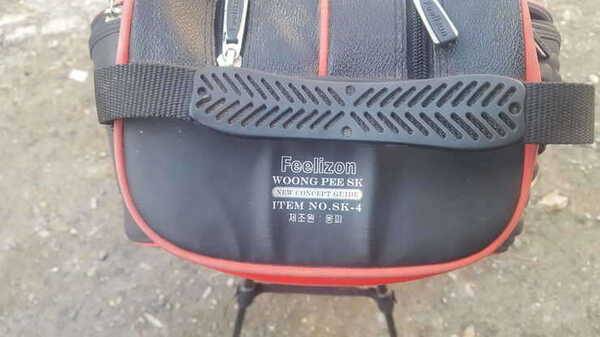 Feelizon
WOONG PEE SK
NEW CONCEPT GUIDE
ITEM NO.SK-4
제조원 : 웅피